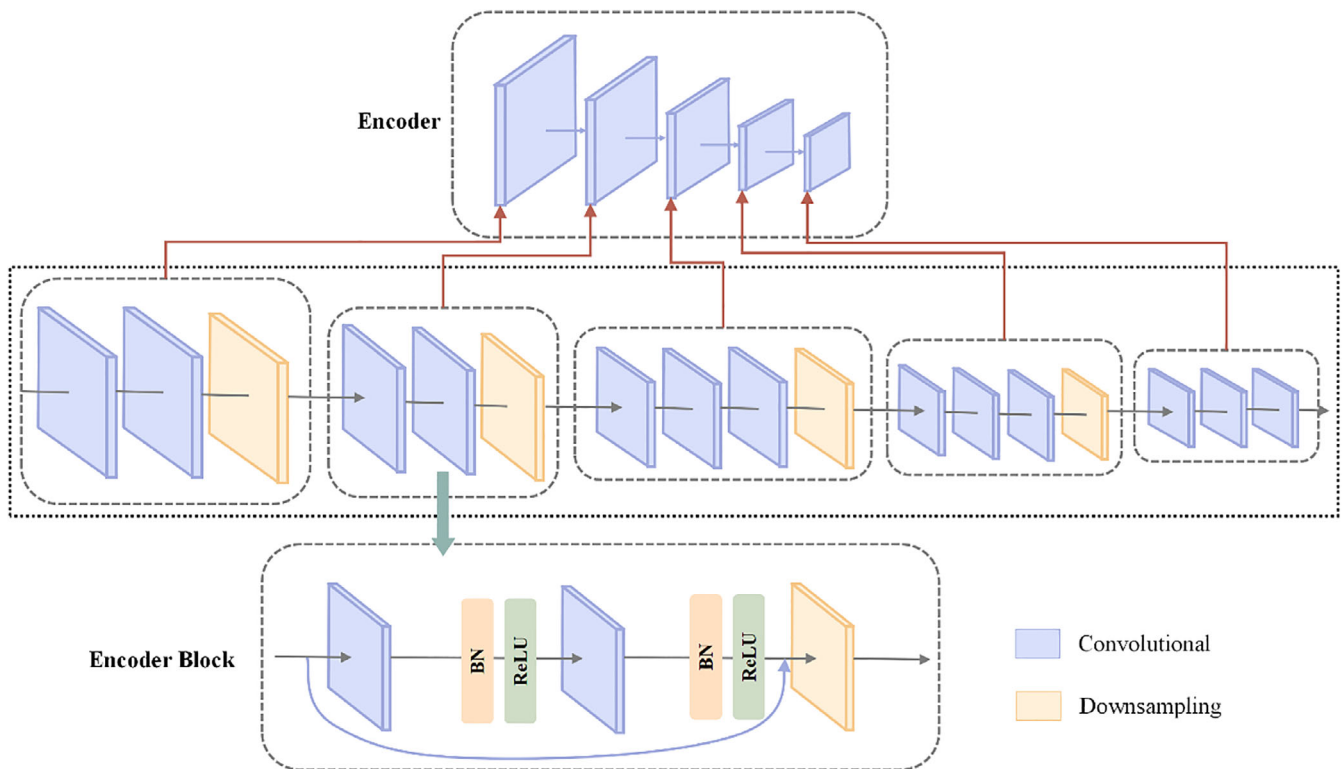 Encoder
Encoder Block
BN
ReLU
BN
ReLU
Convolutional
Downsampling